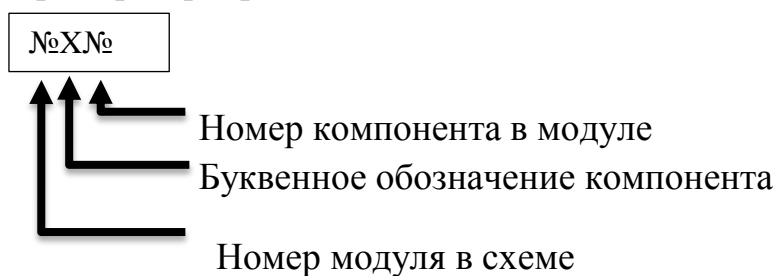 №X№
Номер компонента в модуле
Буквенное обозначение компонента
Номер модуля в схеме